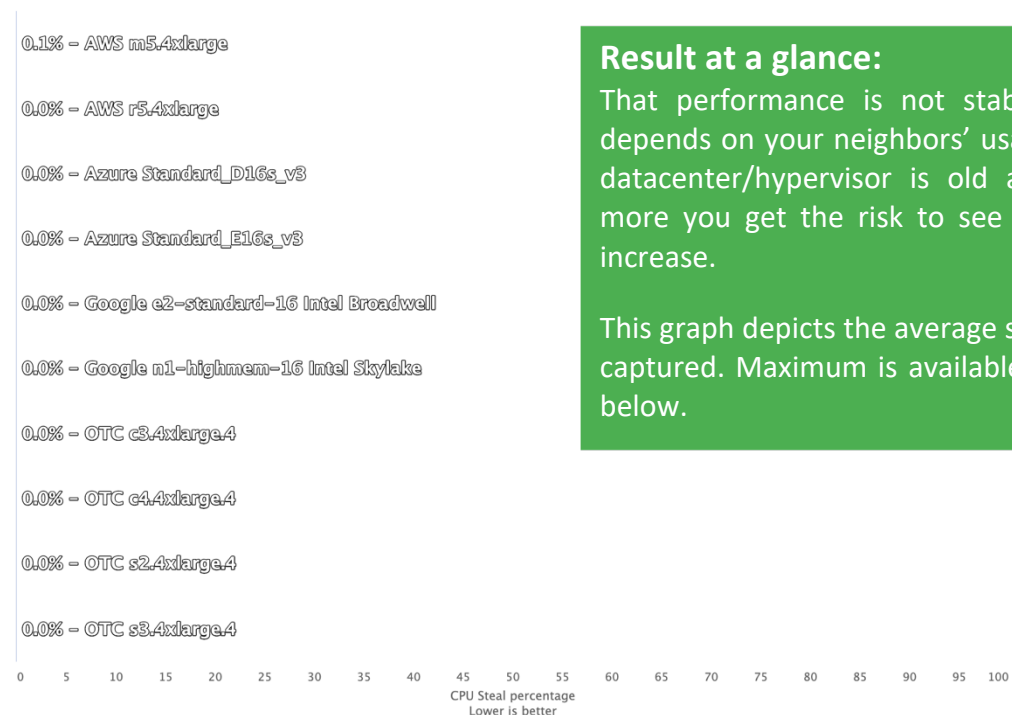 0.1% – AWS m5.4xlarge
0.0% – AWS r5.4xlarge
0.0% – Azure Standard_D16s_v3
0.0% – Azure Standard_E16s_v3
0.0% – Google e2-standard-16 Intel Broadwell
0.0% – Google n1-highmem-16 Intel Skylake
0.0% – OTC c3.4xlarge.4
0.0% – OTC c4.4xlarge.4
0.0% – OTC s2.4xlarge.4
0.0% – OTC s3.4xlarge.4
Result at a glance:
That performance is not
depends on your neighbors'
datacenter/hypervisor is old
more you get the risk to see
increase.
This graph depicts the average
captured. Maximum is
below.
0 5 10 15 20 25 30 35 40 45 50 55 60 65 70 75 80 85 90 95 100
CPU Steal percentage
Lower is better